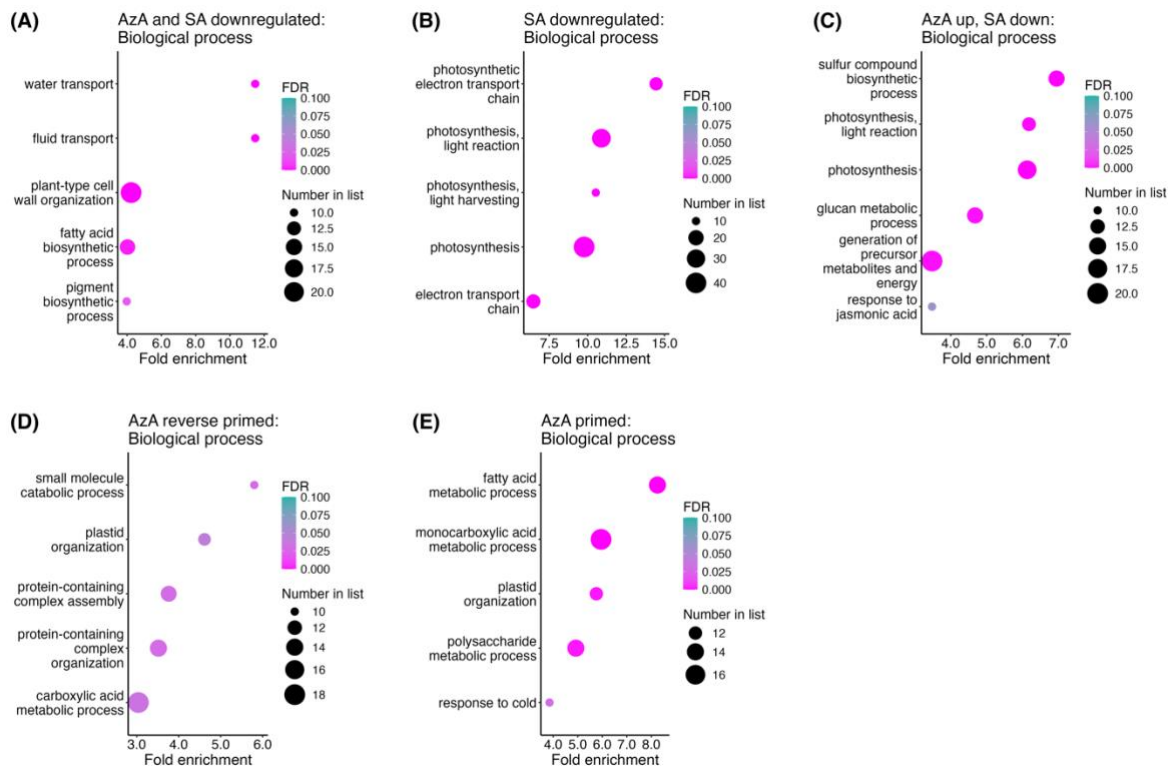 (A)
AzA and SA downregulated:
Biological process
water transport
fluid transport
plant-type cell
wall organization
fatty acid
biosynthetic
process
pigment
biosynthetic
process
4.0 6.0 8.0 10.0 12.0
Fold enrichment
FDR
0.100
0.075
0.050
0.025
0.000
Number in list
10.0
12.5
15.0
17.5
20.0
(B)
SA downregulated:
Biological process
photosynthetic
electron transport
chain
photosynthesis,
light reaction
photosynthesis,
light harvesting
photosynthesis
electron transport
chain
7.5 10.0 12.5 15.0
Fold enrichment
FDR
0.100
0.075
0.050
0.025
0.000
Number in list
10
20
30
40
(C)
AzA up, SA down:
Biological process
sulfur compound
biosynthetic
process
photosynthesis,
light reaction
photosynthesis
glucan metabolic
process
generation of
precursor
metabolites and
energy
response to
jasmonic acid
4.0 5.0 6.0 7.0
Fold enrichment
FDR
0.100
0.075
0.050
0.025
0.000
Number in list
10.0
12.5
15.0
17.5
20.0
(D)
AzA reverse primed:
Biological process
small molecule
catabolic process
plastid
organization
protein-containing
complex assembly
protein-containing
complex
organization
carboxylic acid
metabolic process
3.0 4.0 5.0 6.0
Fold enrichment
FDR
0.100
0.075
0.050
0.025
0.000
Number in list
10
12
14
16
18
(E)
AzA primed:
Biological process
fatty acid
metabolic process
monocarboxylic acid
metabolic process
plastid
organization
polysaccharide
metabolic process
response to cold
4.0 5.0 6.0 7.0 8.0
Fold enrichment
FDR
0.100
0.075
0.050
0.025
0.000
Number in list
12
14
16